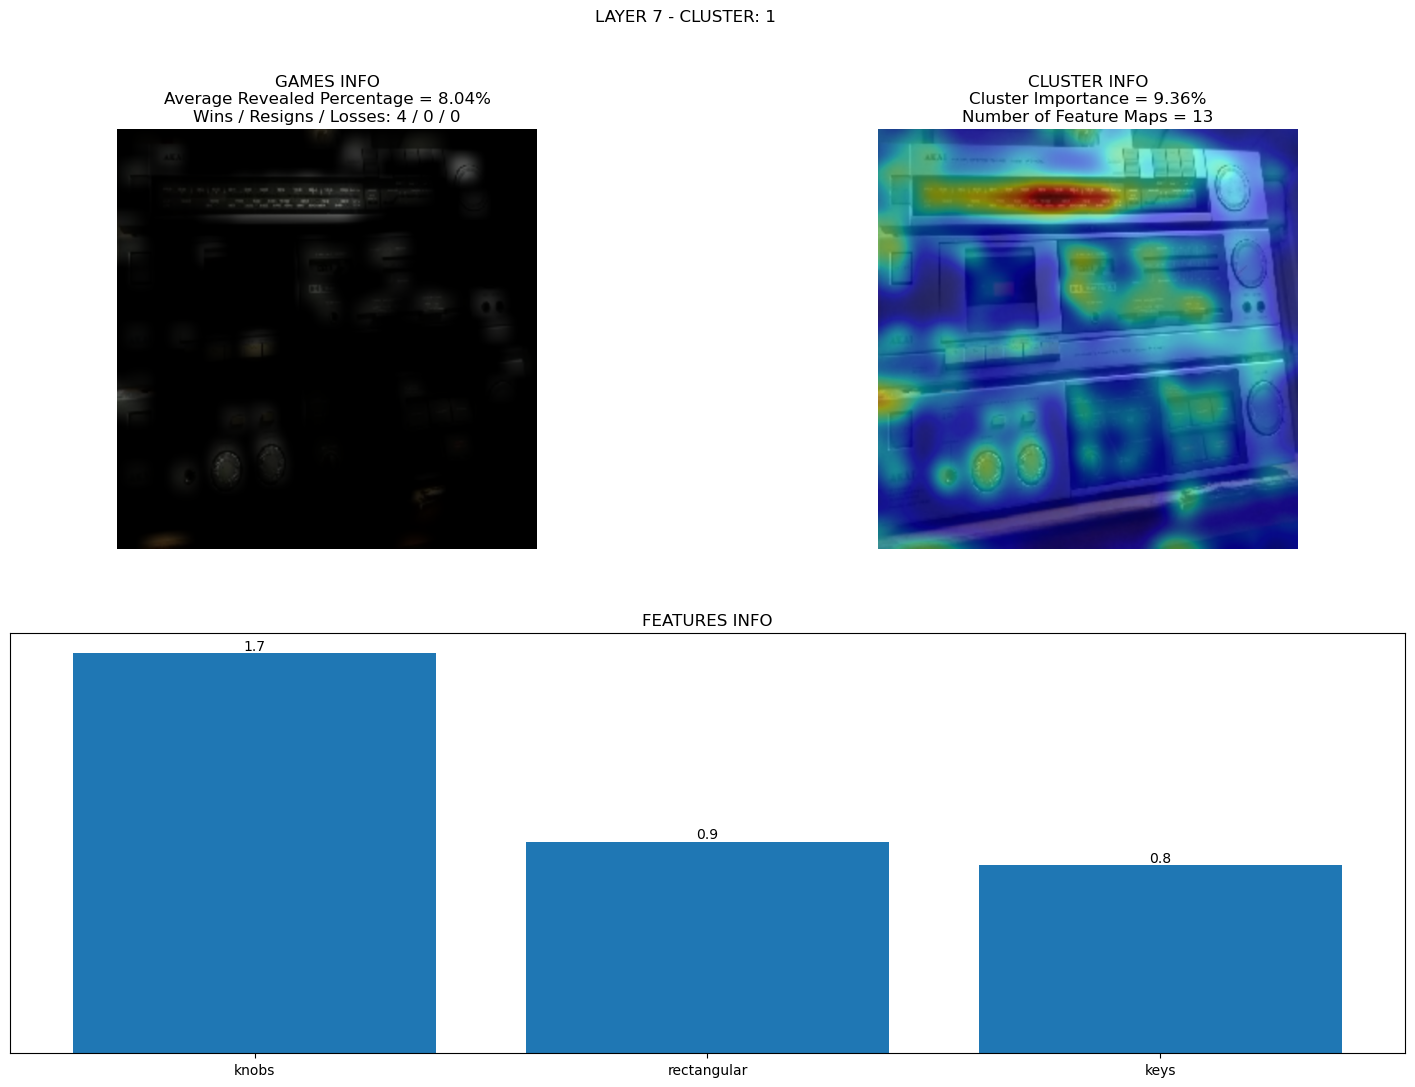 LAYER 7 - CLUSTER: 1
GAMES INFO
Average Revealed Percentage = 8.04%
Wins / Resigns / Losses: 4 / 0 / 0
CLUSTER INFO
Cluster Importance = 9.36%
Number of Feature Maps = 13
AKAI
FEATURES INFO
1.7
0.9
0.8
knobs
rectangular
keys